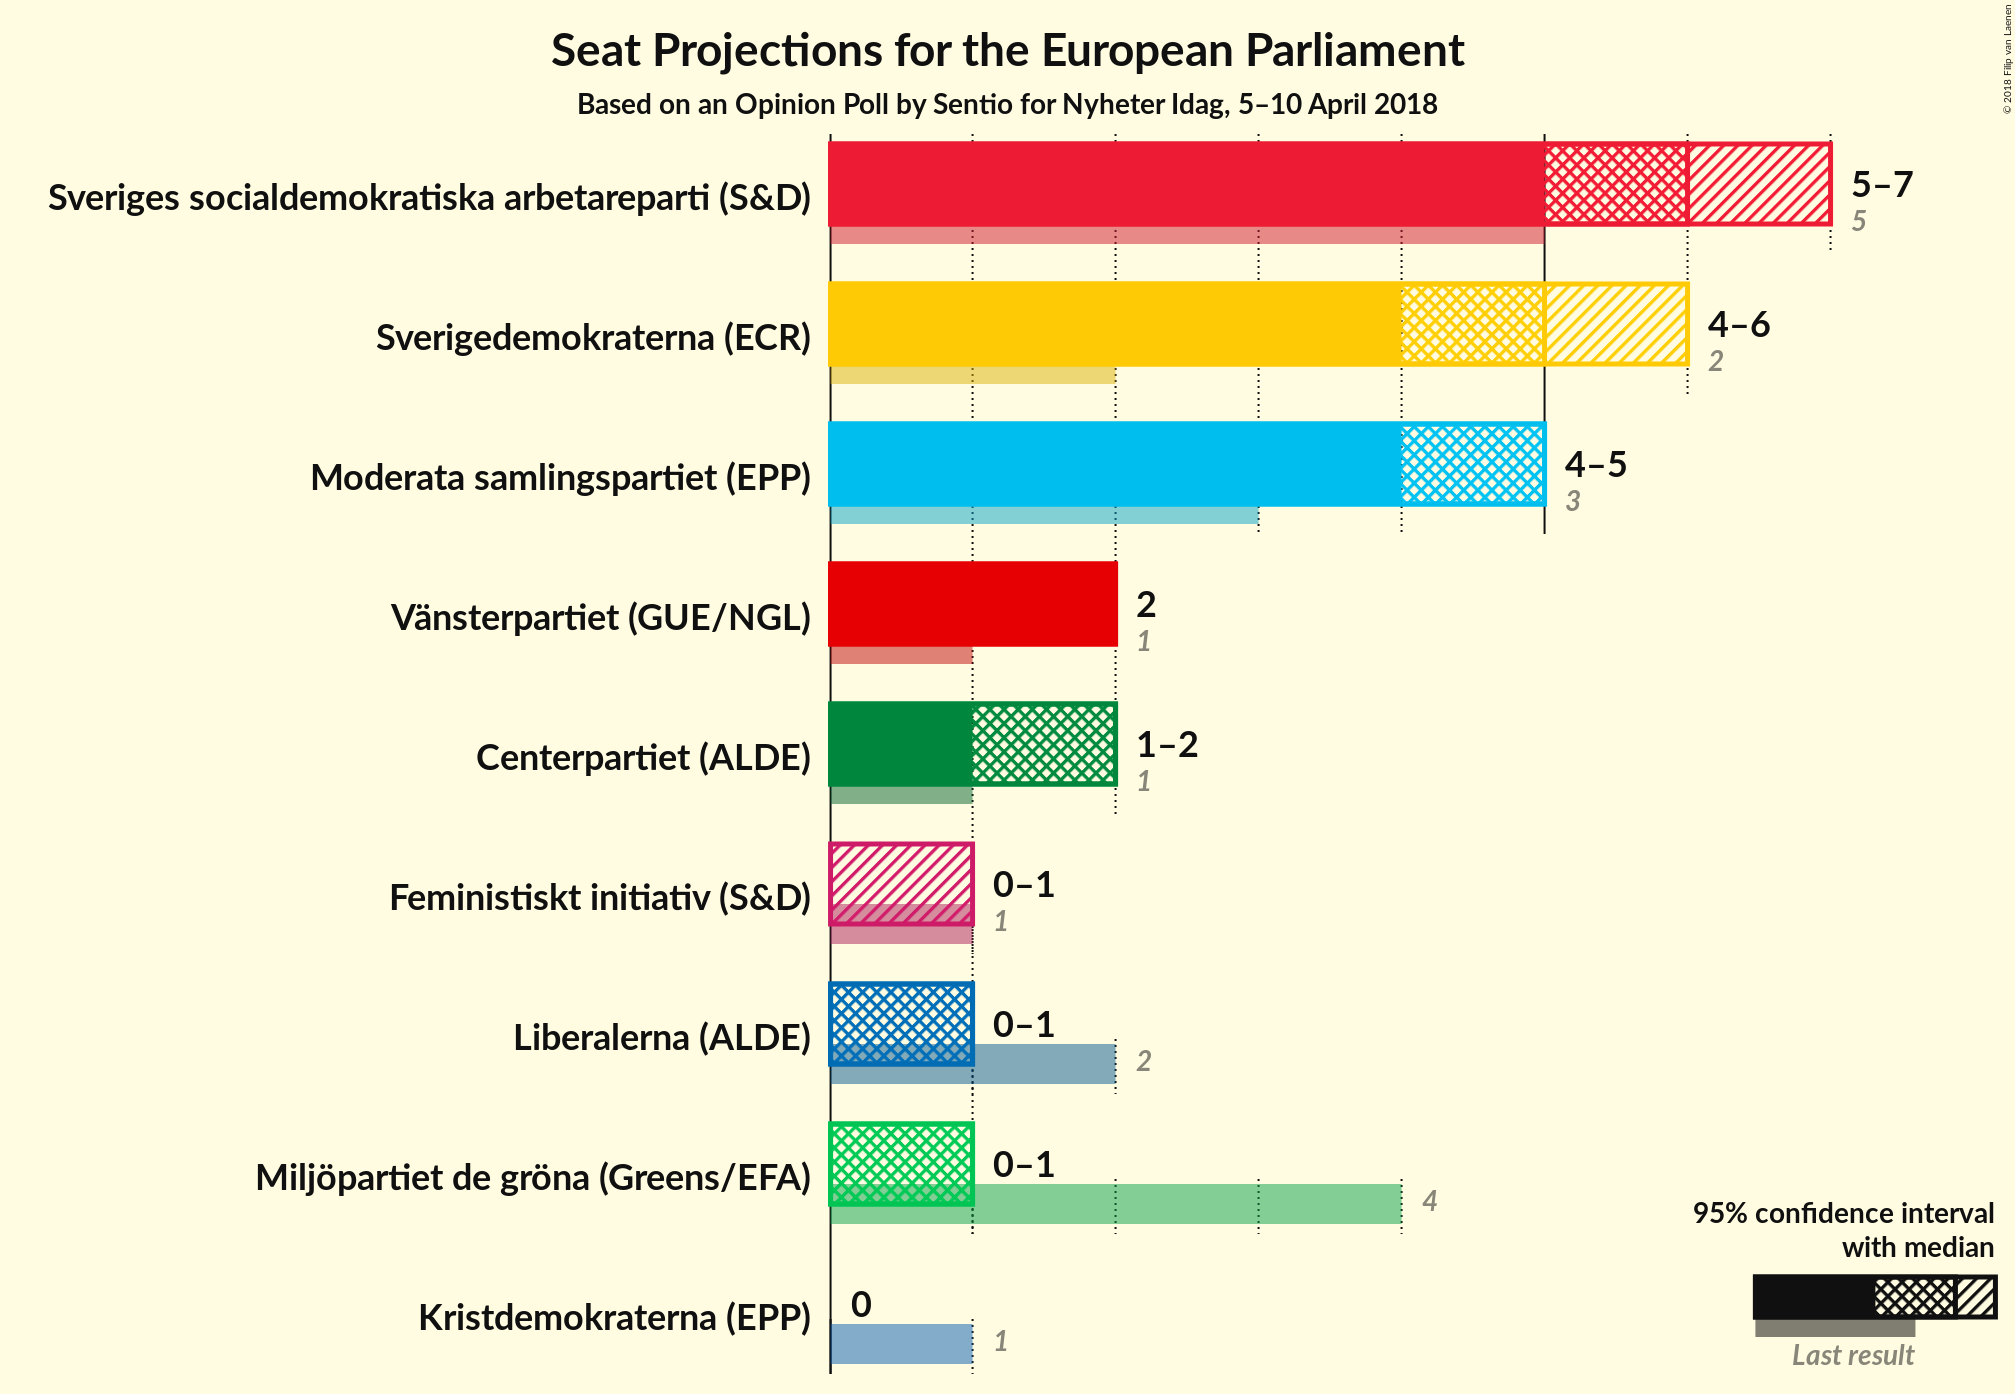 Seat Projections for the European Parliament
Based on an Opinion Poll by Sentio for Nyheter Idag, 5–10 April 2018
© 2018 Filip van Laenen
Sveriges socialdemokratiska arbetareparti (S&D)
5–7
5
Sverigedemokraterna (ECR)
4–6
2
Moderata samlingspartiet (EPP)
4–5
3
Vänsterpartiet (GUE/NGL)
2
1
Centerpartiet (ALDE)
1–2
1
Feministiskt initiativ (S&D)
0–1
1
Liberalerna (ALDE)
0–1
2
Miljöpartiet de gröna (Greens/EFA)
0–1
4
Kristdemokraterna (EPP)
0
1
95% confidence interval
with median
Last result